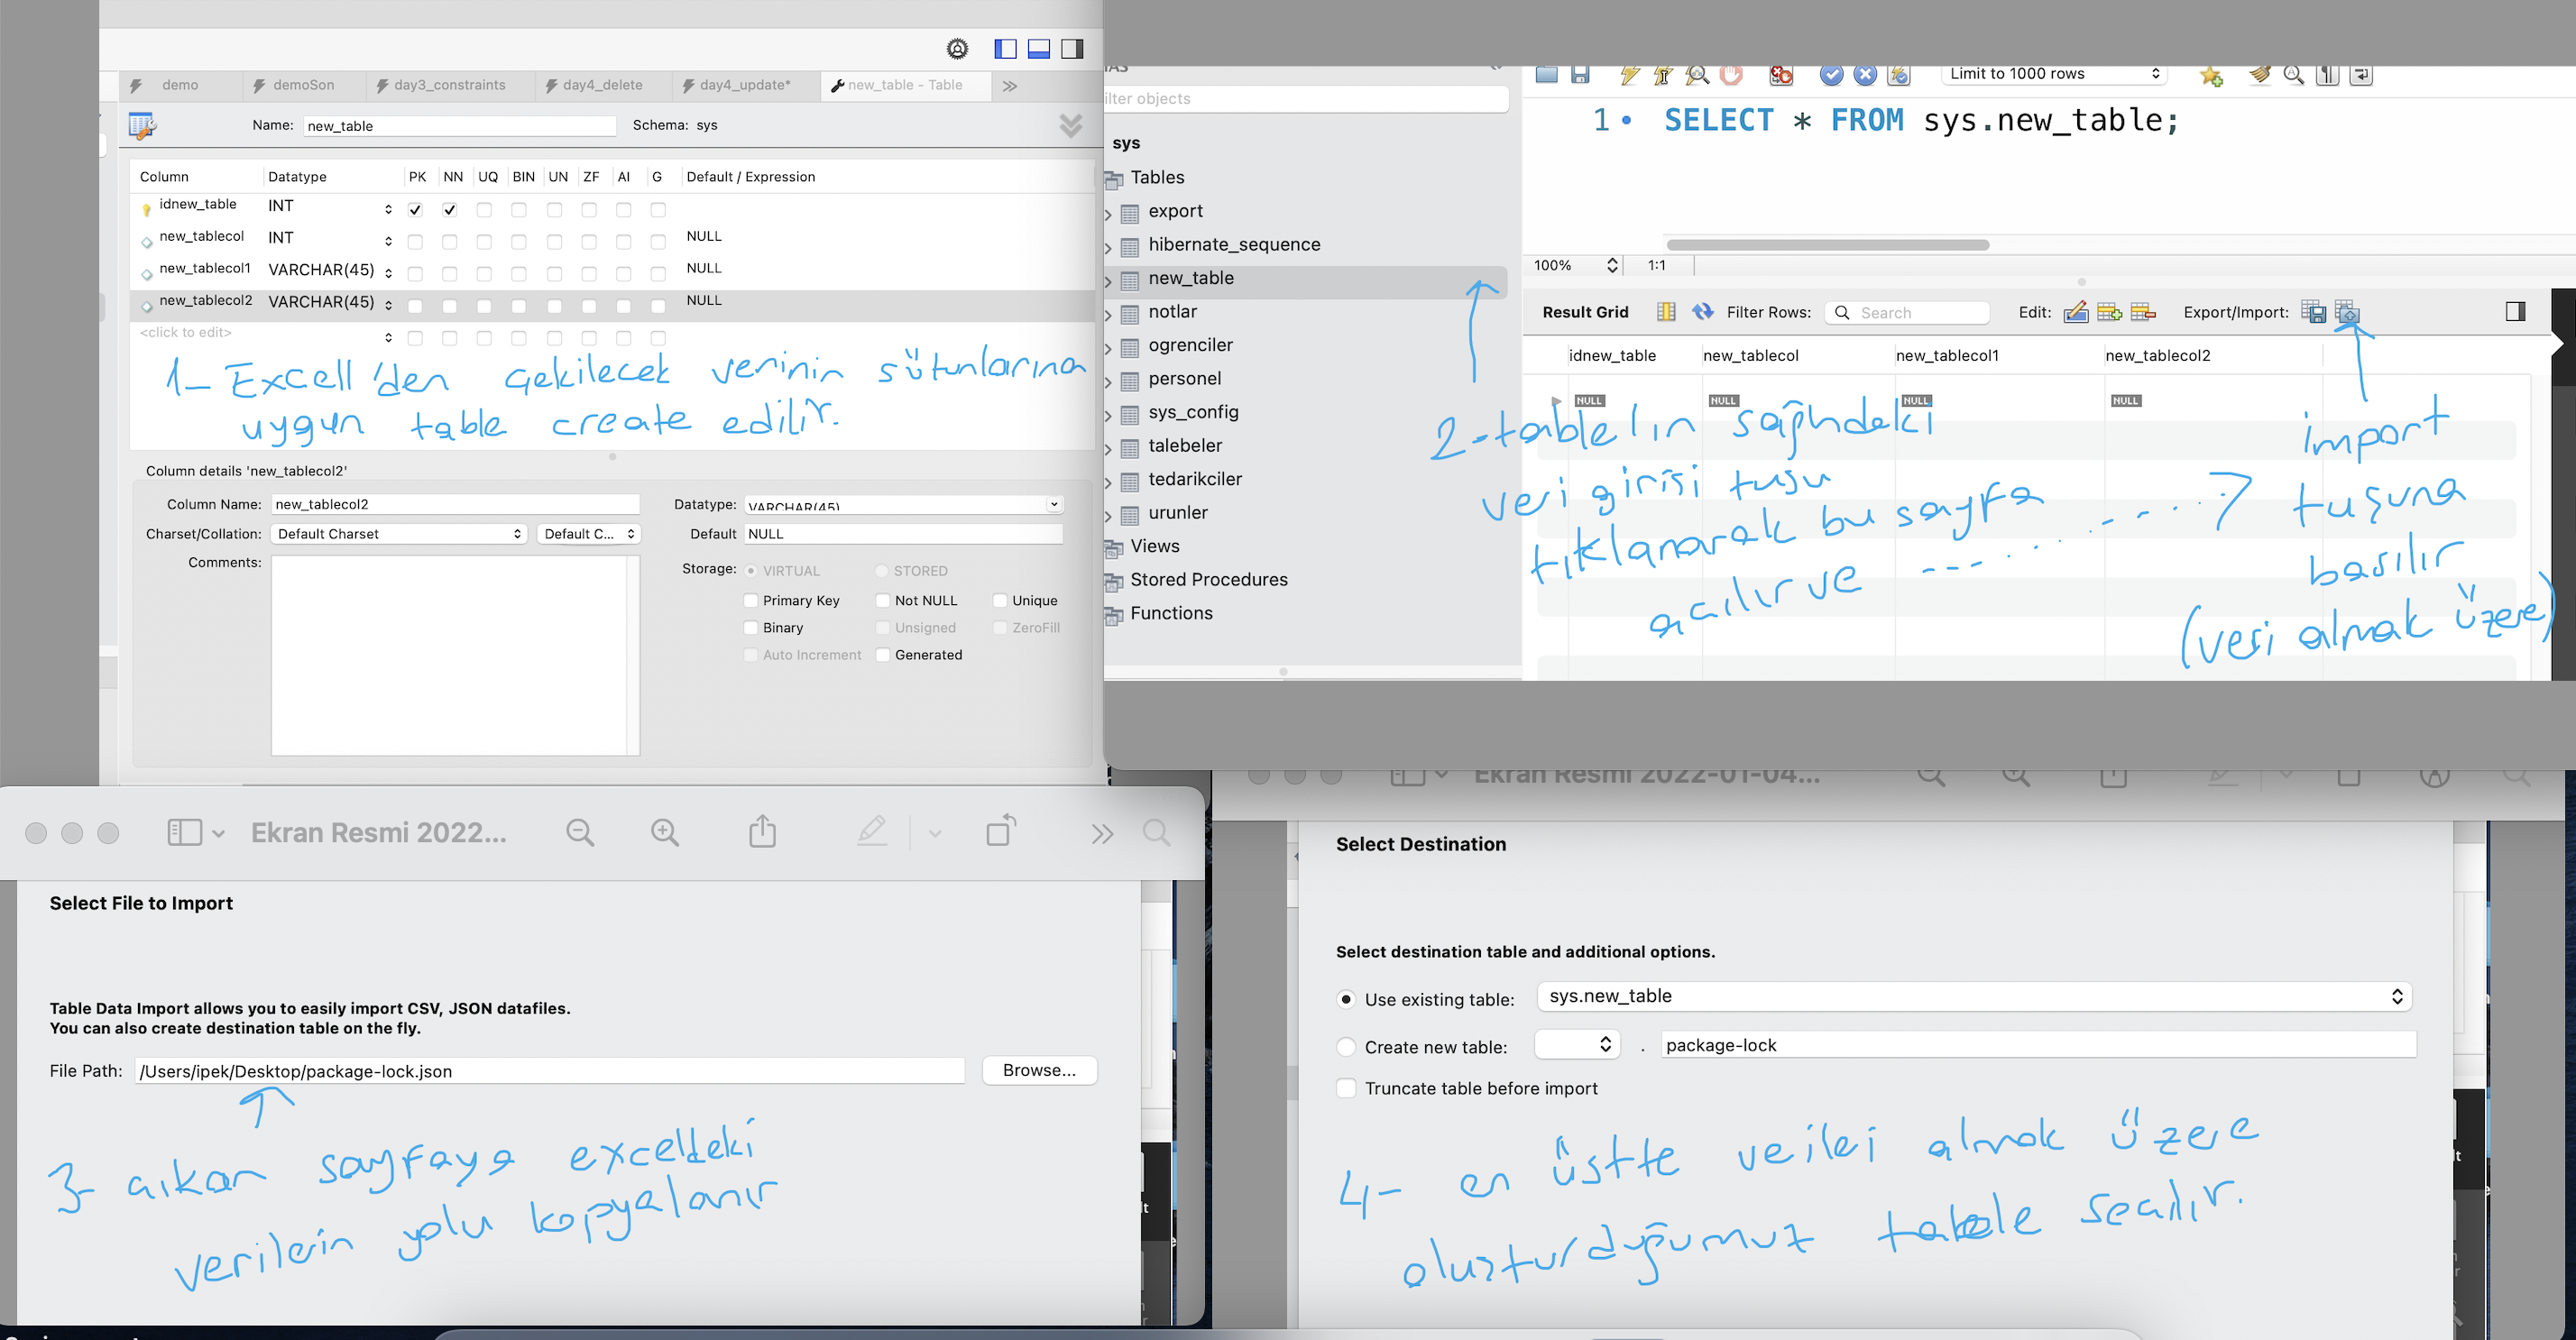 demo
demoSon
day3_constraints
day4_delete
day4_update*
new_table - Table
Name: new_table Schema: sys
Column Datatype PK NN UQ BIN UN ZF AI G Default / Expression
idnew_table INT
new_tablecol INT NULL
new_tablecol1 VARCHAR(45) NULL
new_tablecol2 VARCHAR(45) NULL
<click to edit>
1- Excell'den çekilecek verinin sütunlarına
uygun table create edilir.
Column details 'new_tablecol2'
Column Name: new_tablecol2 Datatype: VARCHAR(45)
Charset/Collation: Default Charset Default C... Default NULL
Comments: Storage: VIRTUAL STORED
Primary Key Not NULL Unique
Binary Unsigned ZeroFill
Auto Increment Generated
Limit to 1000 rows
ilter objects
1 SELECT * FROM sys.new_table;
sys
Tables
export
hibernate_sequence
new_table
notlar
ogrenciler
personel
sys_config
talebeler
tedarikciler
urunler
Views
Stored Procedures
Functions
100% 1:1
Result Grid Filter Rows: Search Edit: Export/Import:
idnew_table new_tablecol new_tablecol1 new_tablecol2
NULL NULL NULL NULL
2-table'ın sağındaki
veri girişi tuşu
tıklanarak bu sayfa
açılır ve
import
tuşuna
basılır
(veri almak üzere)
Ekran Resmi 2022...
Select File to Import
Table Data Import allows you to easily import CSV, JSON datafiles.
You can also create destination table on the fly.
File Path: /Users/ipek/Desktop/package-lock.json Browse...
3- çıkan sayfaya exceldeki
verilerin yolu kopyalanır
Ekran Resmi 2022-01-04...
Select Destination
Select destination table and additional options.
Use existing table: sys.new_table
Create new table: . package-lock
Truncate table before import
4- en üstte verileri almak üzere
oluşturduğumuz table seçilir.